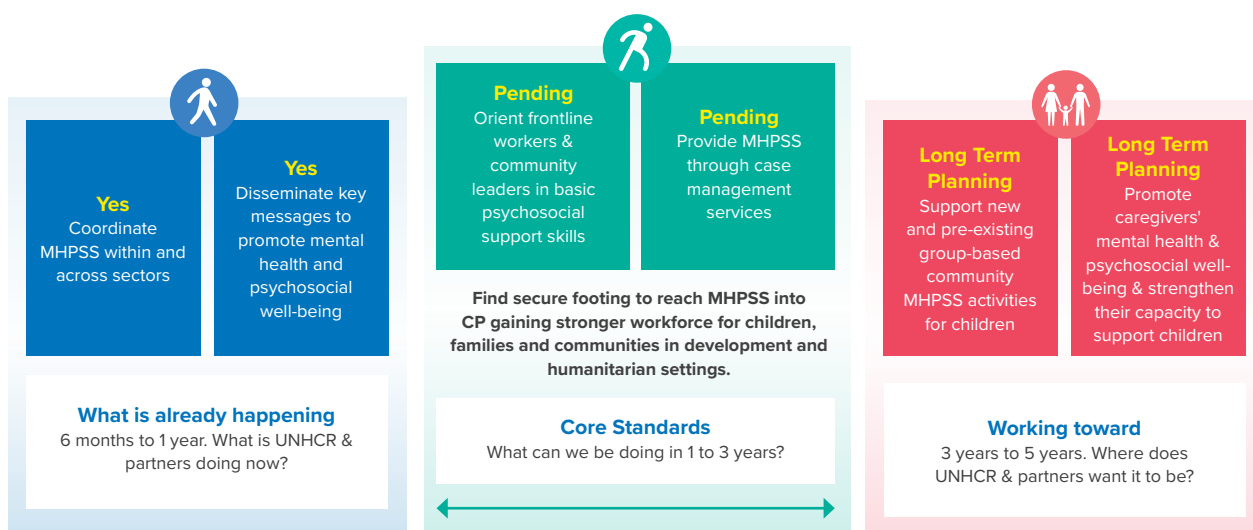 Yes
Coordinate
MHPSS within and
across sectors
Yes
Disseminate key
messages to
promote mental
health and
psychosocial
well-being
What is already happening
6 months to 1 year. What is UNHCR &
partners doing now?
Pending
Orient frontline
workers &
community
leaders in basic
psychosocial
support skills
Pending
Provide MHPSS
through case
management
services
Find secure footing to reach MHPSS into
CP gaining stronger workforce for children,
families and communities in development and
humanitarian settings.
Core Standards
What can we be doing in 1 to 3 years?
Long Term
Planning
Support new
and pre-existing
group-based
community
MHPSS activities
for children
Long Term
Planning
Promote
caregivers'
mental health &
psychosocial well-
being & strengthen
their capacity to
support children
Working toward
3 years to 5 years. Where does
UNHCR & partners want it to be?